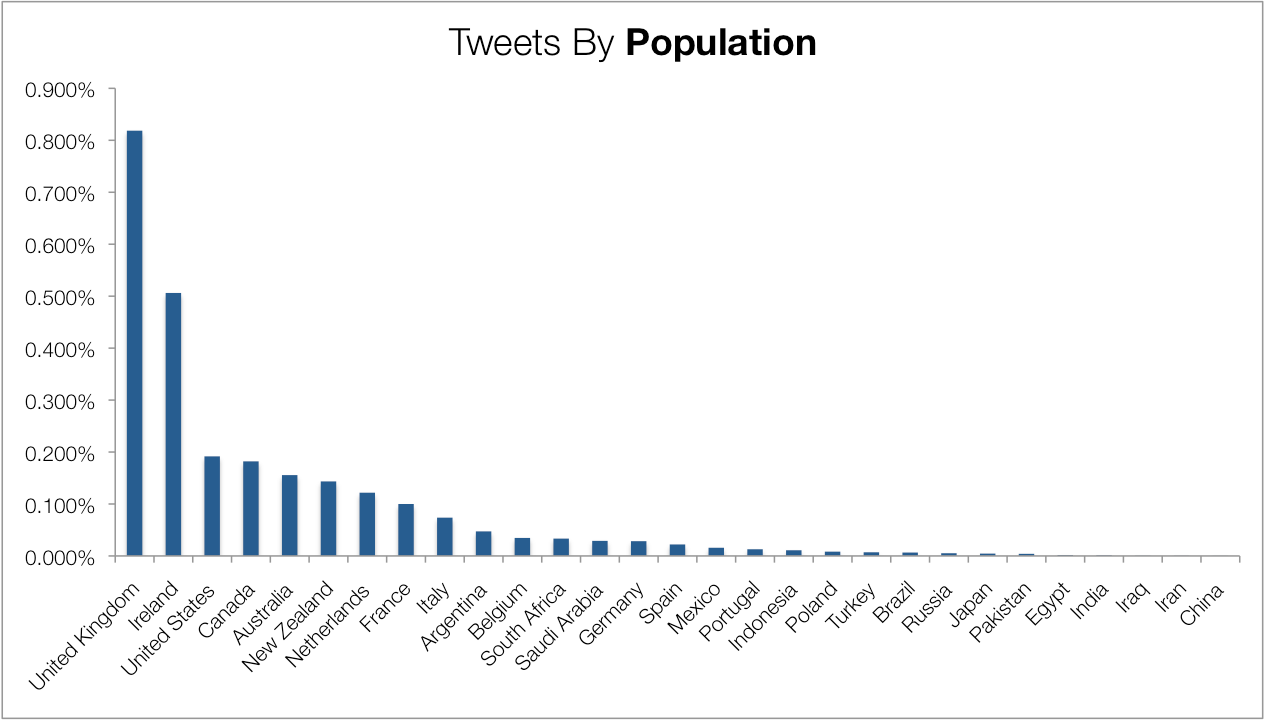 Tweets By Population
0.900%
0.800%
0.700%
0.600%
0.500%
0.400%
0.300%
0.200%
0.100%
0.000%
United Kingdom
Ireland
United States
Canada
Australia
New Zealand
Netherlands
France
Italy
Argentina
Belgium
South Africa
Saudi Arabia
Germany
Spain
Mexico
Portugal
Indonesia
Poland
Turkey
Brazil
Russia
Japan
Pakistan
Egypt
India
Iraq
Iran
China